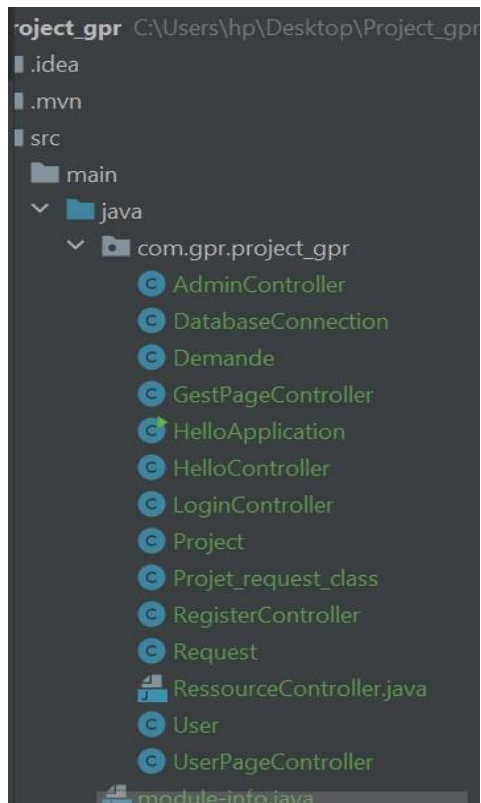 roject_gpr C:\Users\hp\Desktop\Project_gpr
.idea
.mvn
src
main
java
com.gpr.project_gpr
AdminController
DatabaseConnection
Demande
GestPageController
HelloApplication
HelloController
LoginController
Project
Projet_request_class
RegisterController
Request
RessourceController.java
User
UserPageController
module-info.java